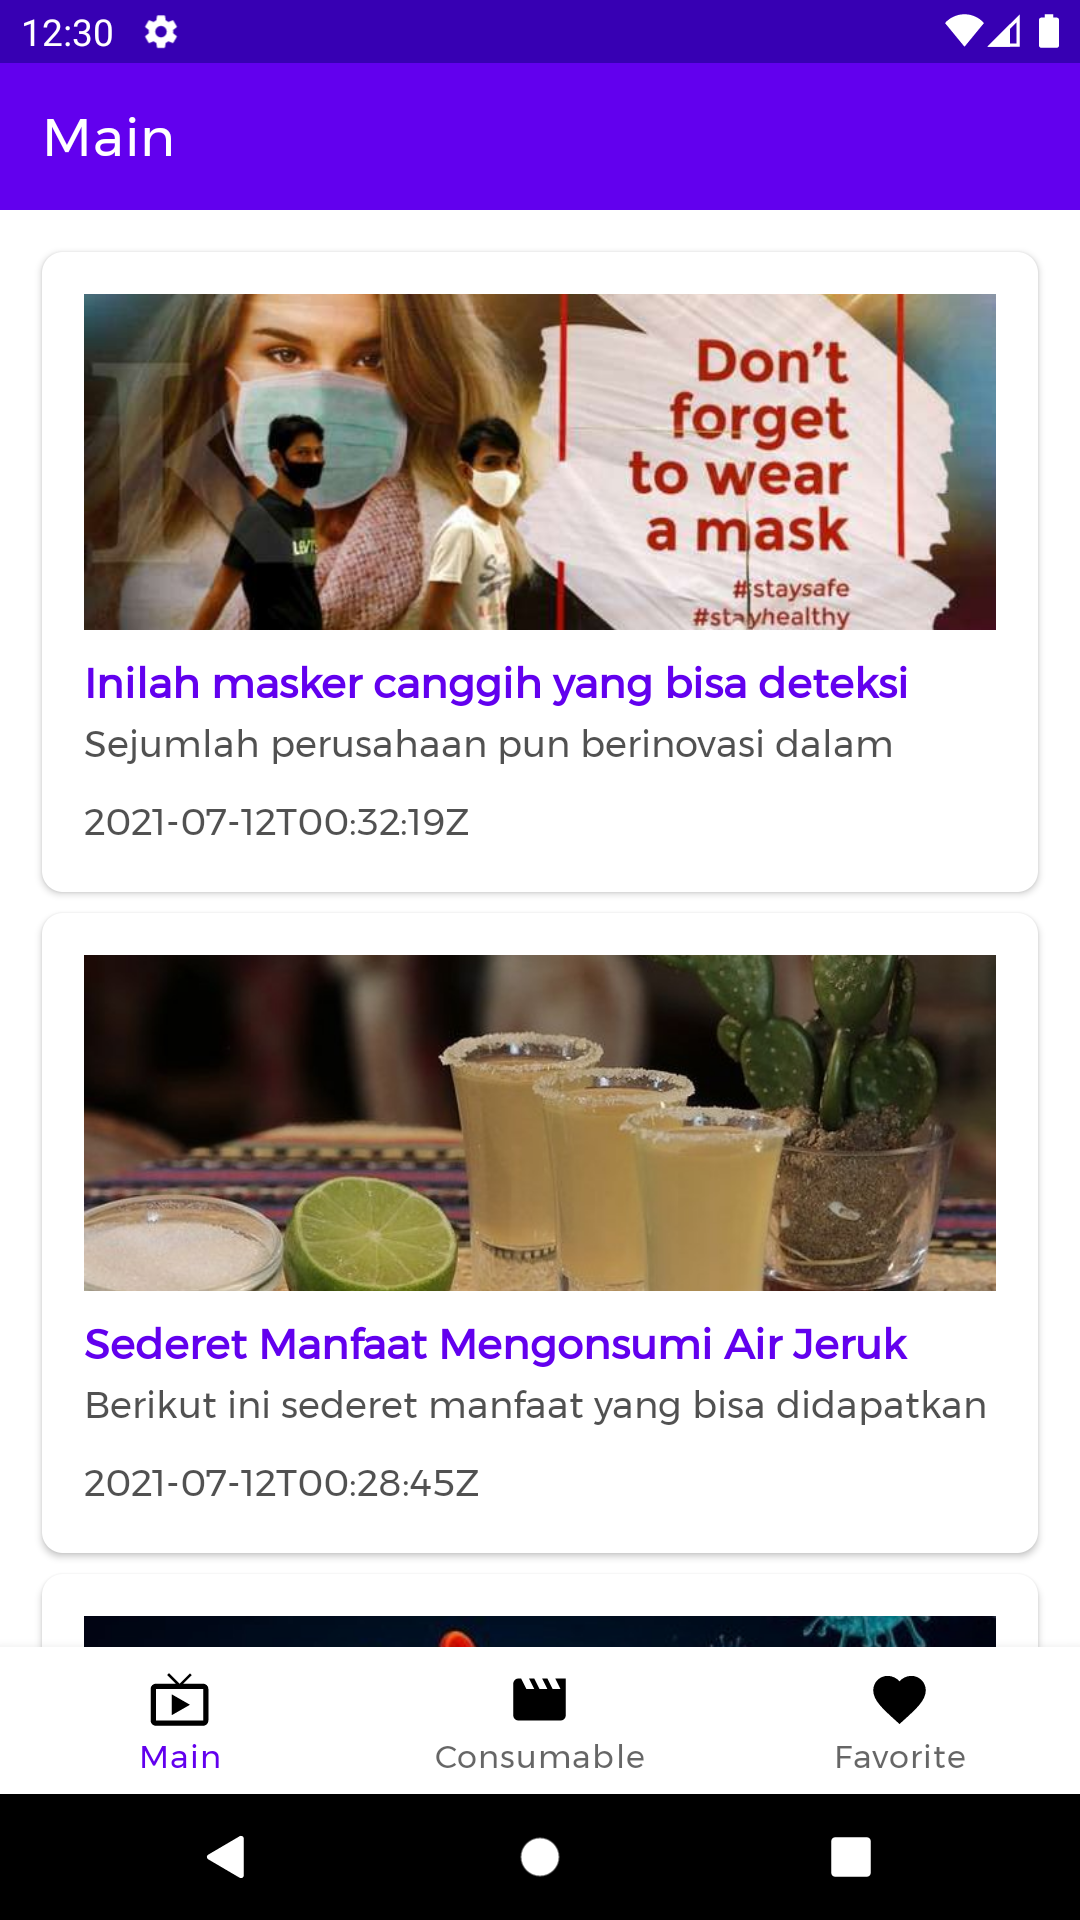 12:30
Main
Don't
forget
to wear
a mask
#staysafe
#stayhealthy
K
LEVI'S
Inilah masker canggih yang bisa deteksi
Sejumlah perusahaan pun berinovasi dalam
2021-07-12T00:32:19Z
Sederet Manfaat Mengonsumi Air Jeruk
Berikut ini sederet manfaat yang bisa didapatkan
2021-07-12T00:28:45Z
Main
Consumable
Favorite